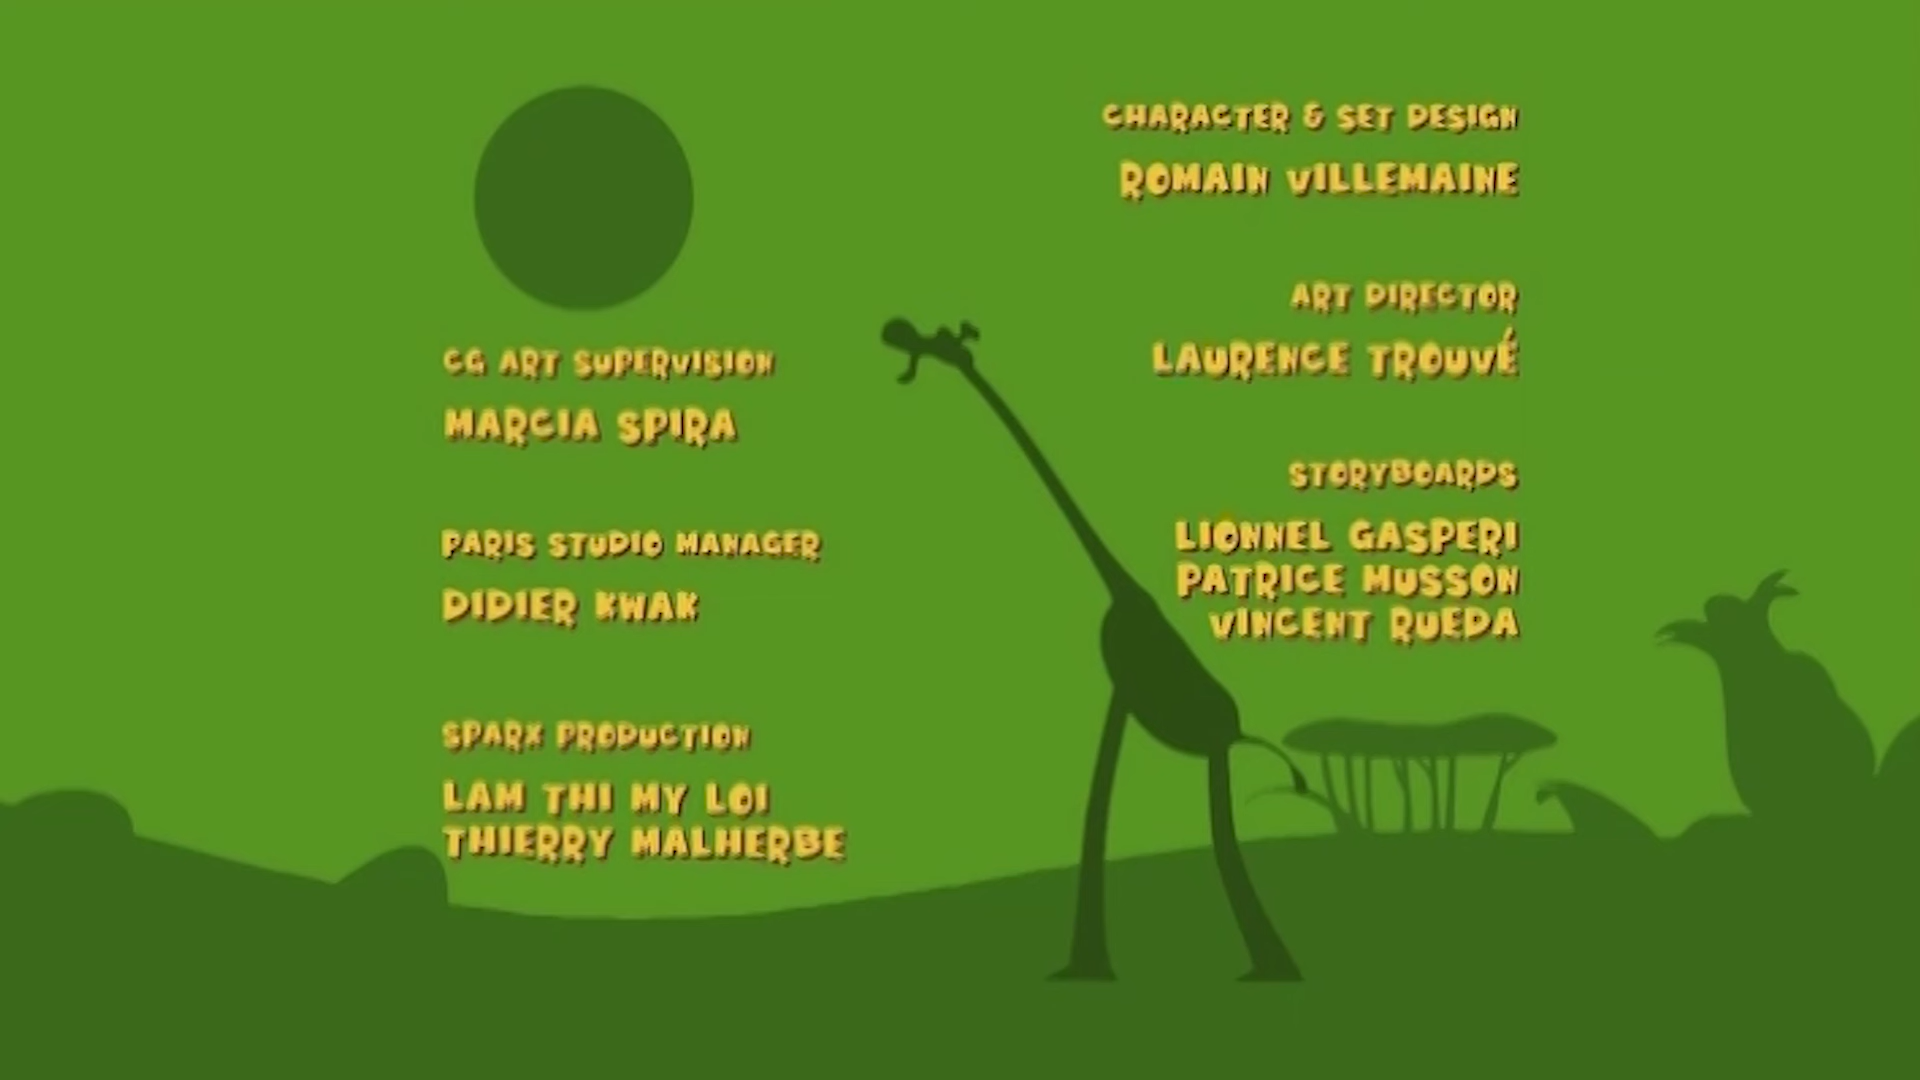 CG ART SUPERVISION
MARCIA SPIRA
PARIS STUDIO MANAGER
DIDIER KWAK
SPARX PRODUCTION
LAM THI MY LOI
THIERRY MALHERBE
CHARACTER & SET DESIGN
ROMAIN VILLEMAINE
ART DIRECTOR
LAURENCE TROUVÉ
STORYBOARDS
LIONNEL GASPERI
PATRICE MUSSON
VINCENT RUEDA